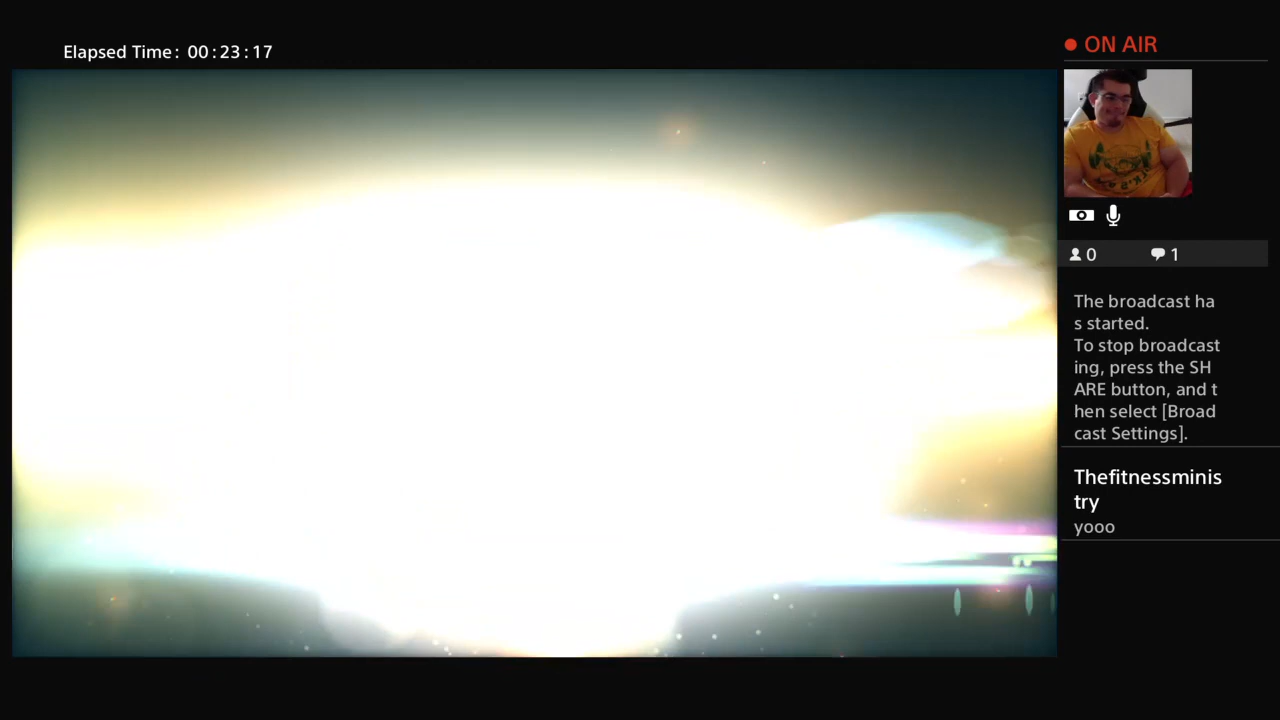 Elapsed Time: 00:23:17
ON AIR
0 1
The broadcast ha
s started.
To stop broadcast
ing, press the SH
ARE button, and t
hen select [Broad
cast Settings].
Thefitnessminis
try
yooo